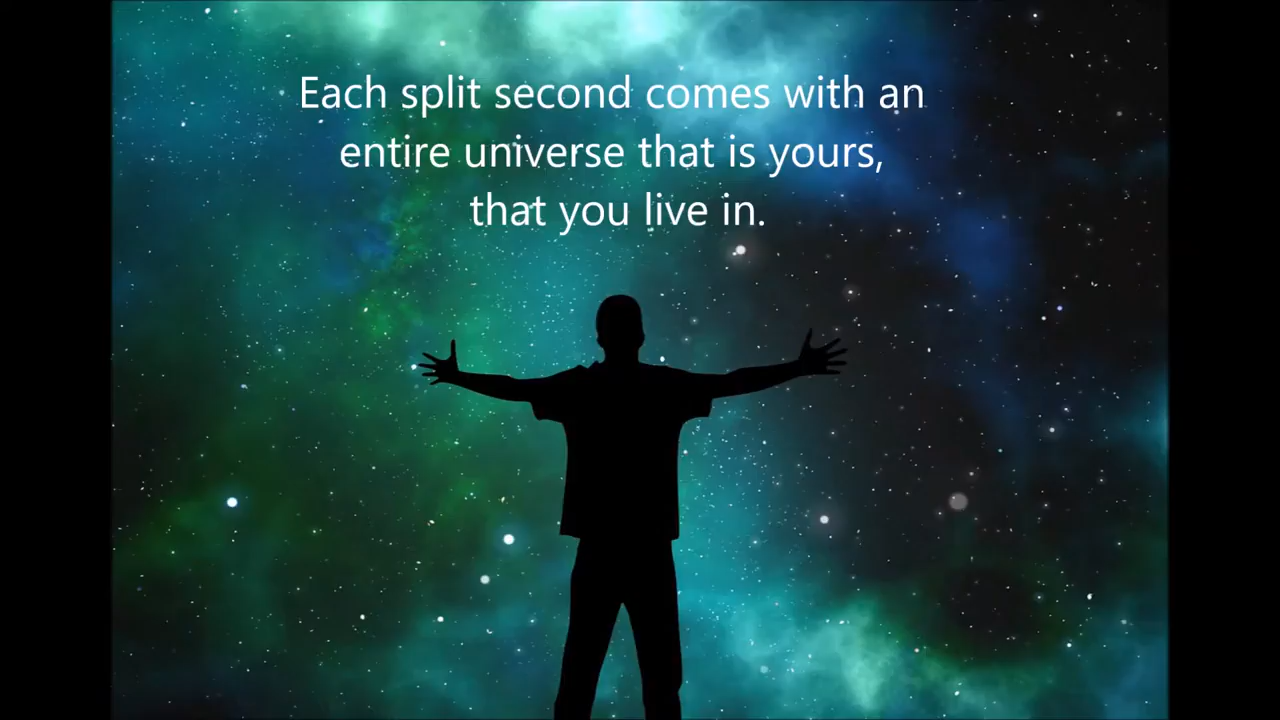 Each split second comes with an
entire universe that is yours,
that you live in.